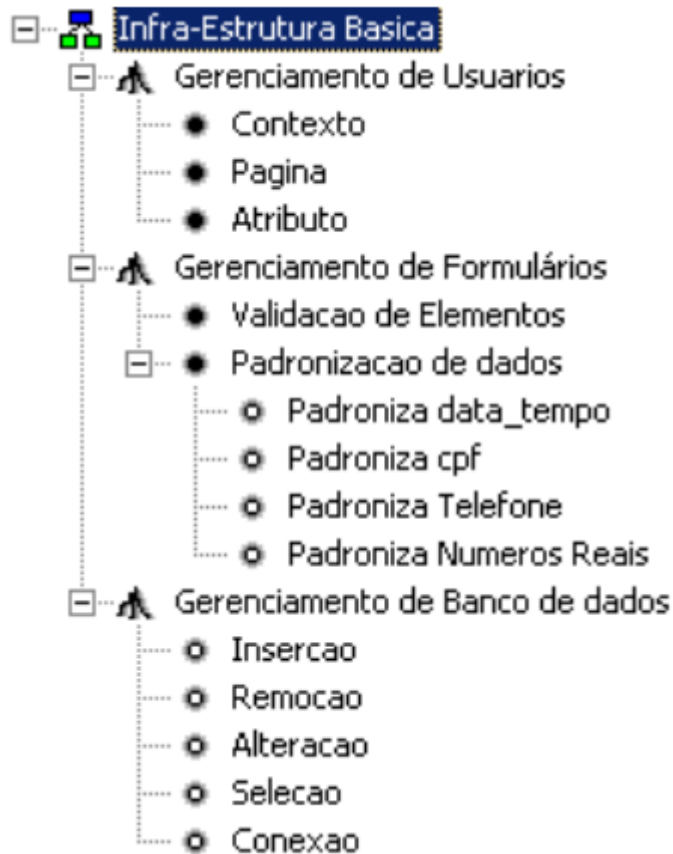 Infra-Estrutura Basica
Gerenciamento de Usuarios
Contexto
Pagina
Atributo
Gerenciamento de Formulários
Validacao de Elementos
Padronizacao de dados
Padroniza data_tempo
Padroniza cpf
Padroniza Telefone
Padroniza Numeros Reais
Gerenciamento de Banco de dados
Insercao
Remocao
Alteracao
Selecao
Conexao